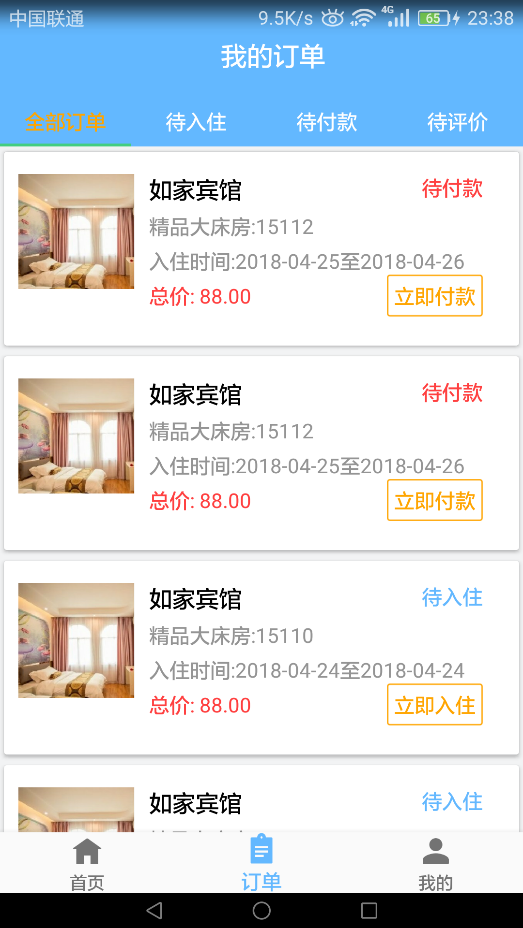 中国联通 9.5K/s 4G 65 23:38
我的订单
全部订单 待入住 待付款 待评价
如家宾馆 待付款
精品大床房:15112
入住时间:2018-04-25至2018-04-26
总价: 88.00 立即付款
如家宾馆 待付款
精品大床房:15112
入住时间:2018-04-25至2018-04-26
总价: 88.00 立即付款
如家宾馆 待入住
精品大床房:15110
入住时间:2018-04-24至2018-04-24
总价: 88.00 立即入住
如家宾馆 待入住
首页 订单 我的